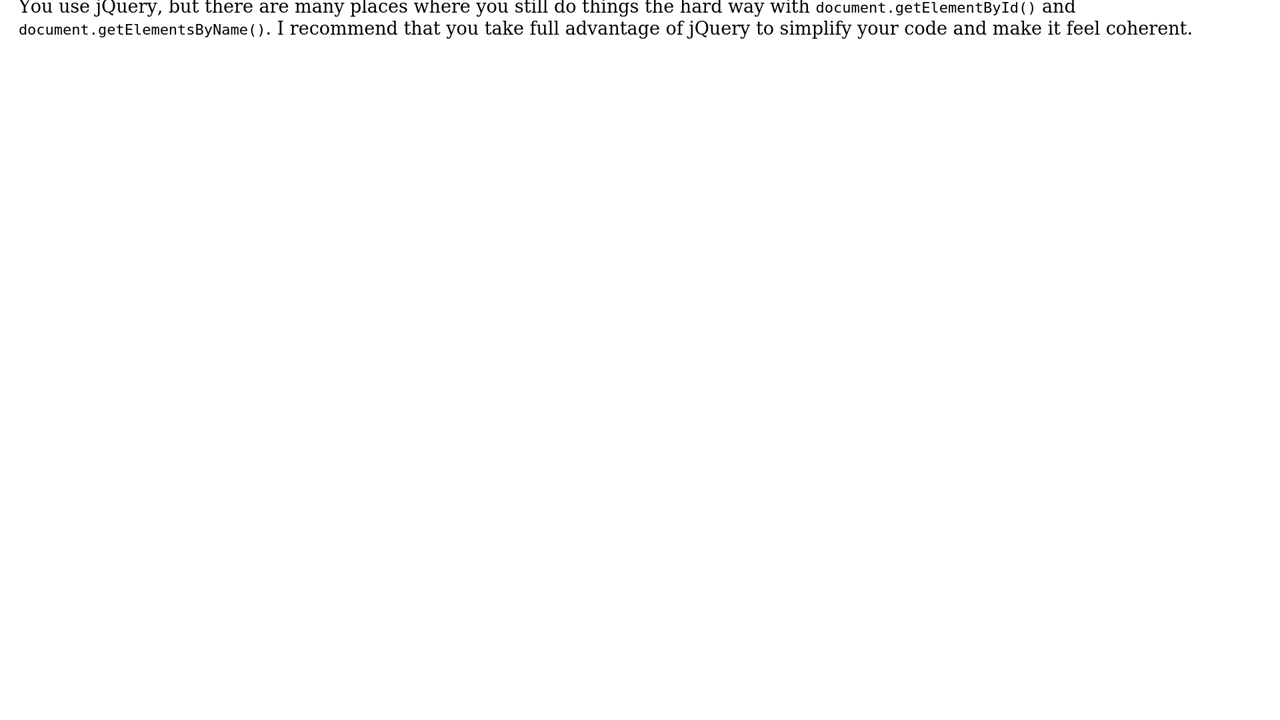 You use jQuery, but there are many places where you still do things the hard way with document.getElementById() and
document.getElementsByName(). I recommend that you take full advantage of jQuery to simplify your code and make it feel coherent.